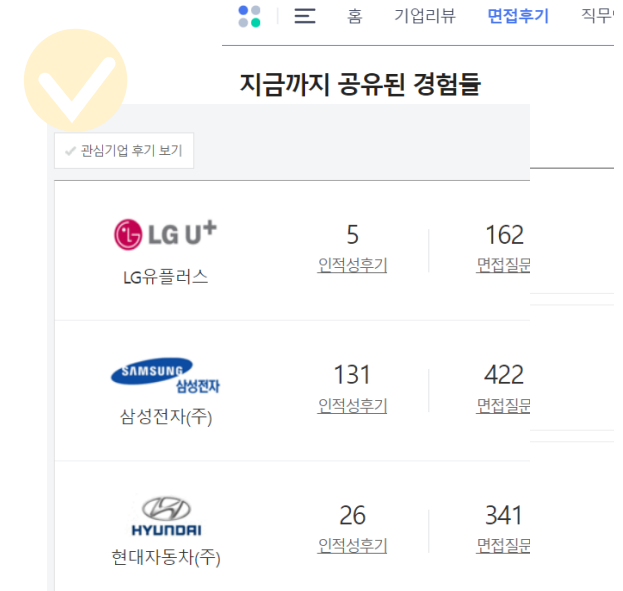 홈 기업리뷰 면접후기 직무
지금까지 공유된 경험들
관심기업 후기 보기
LG U+
LG유플러스
5
인적성후기
162
면접질문
SAMSUNG
삼성전자
삼성전자(주)
131
인적성후기
422
면접질문
HYUNDAI
현대자동차(주)
26
인적성후기
341
면접질문